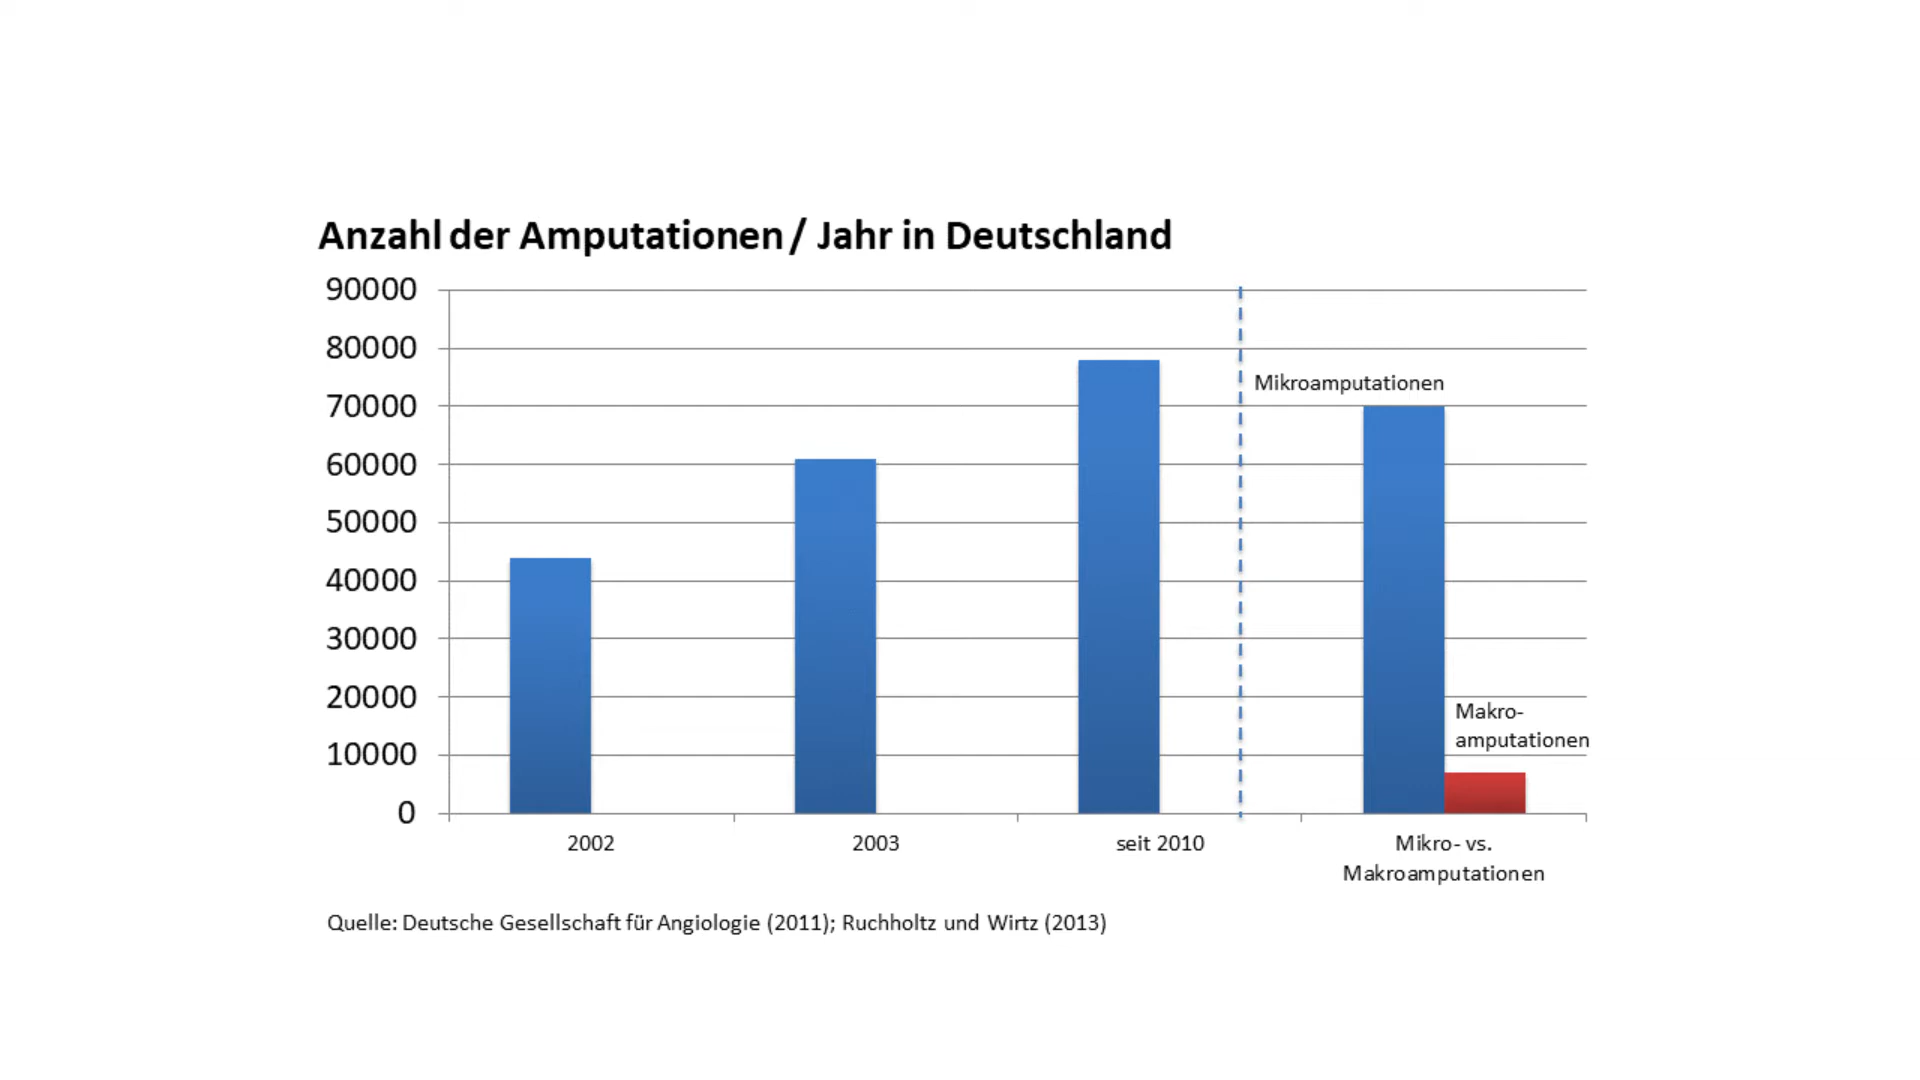 Anzahl der Amputationen / Jahr in Deutschland
90000
80000
70000
60000
50000
40000
30000
20000
10000
0
Mikroamputationen
Makro-
amputationen
2002
2003
seit 2010
Mikro- vs.
Makroamputationen
Quelle: Deutsche Gesellschaft für Angiologie (2011); Ruchholtz und Wirtz (2013)